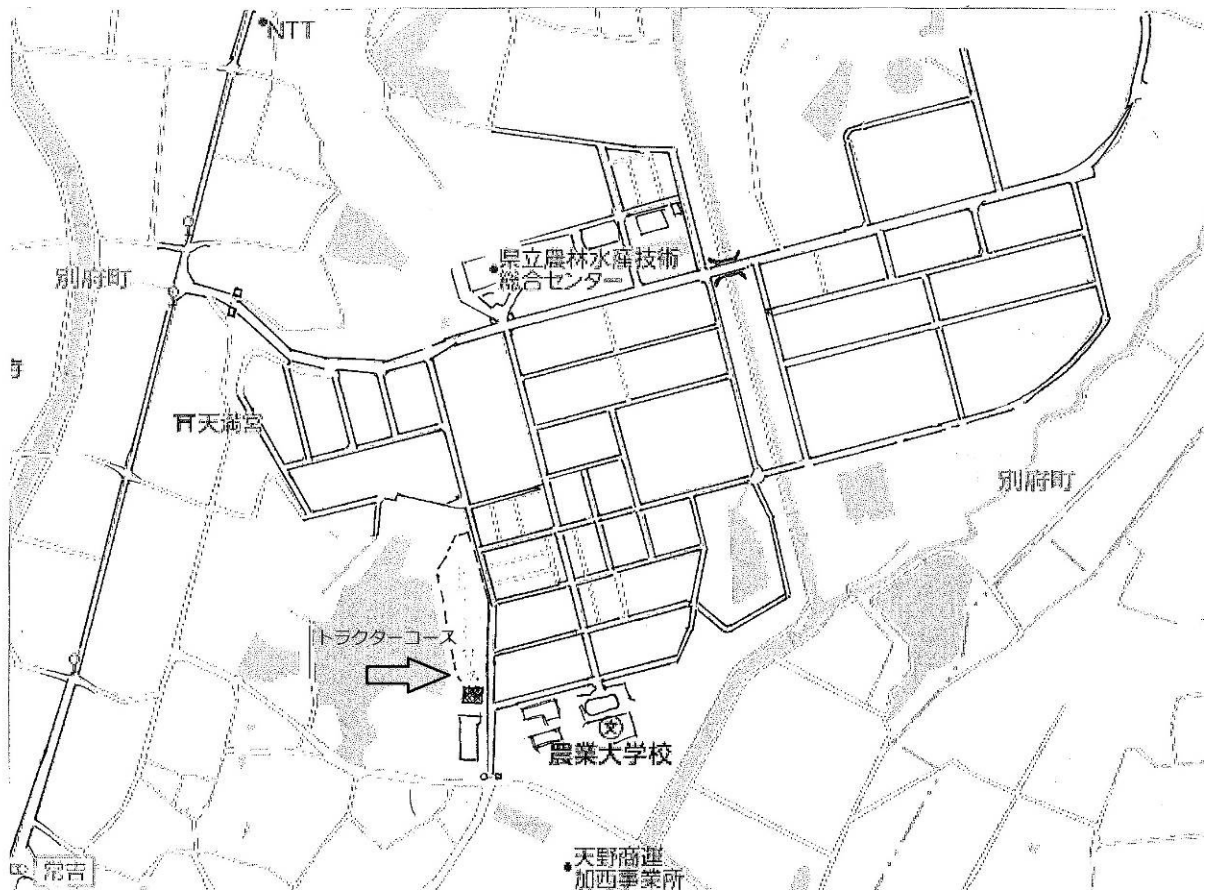 NTT
県立農林水産技術
総合センター
別府町
寺
天満宮
別府町
トラクターコース
文
農業大学校
常吉
天野商運
加西事業所